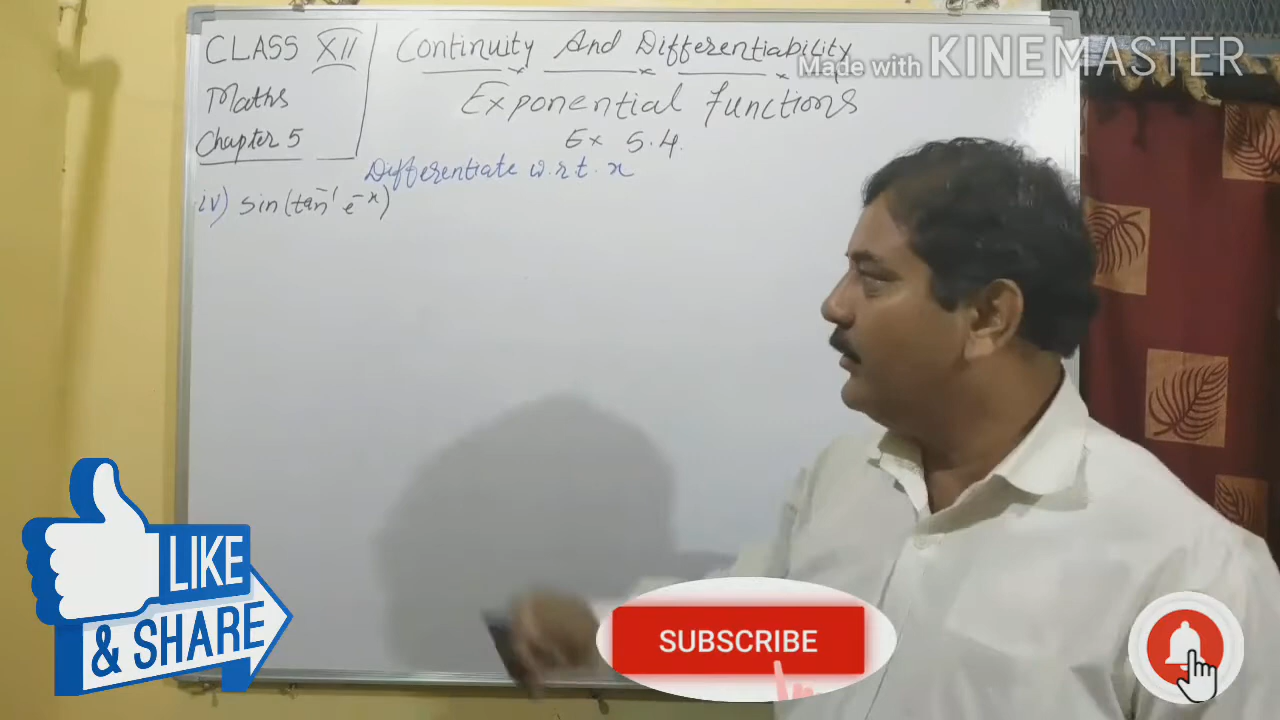 CLASS XII
Maths
Chapter 5
Continuity And Differentiability
Exponential Functions
Ex 5.4.
Differentiate w.r.t. x
iv) sin(tan⁻¹ e⁻ˣ)
Made with KINEMASTER
LIKE
& SHARE
SUBSCRIBE